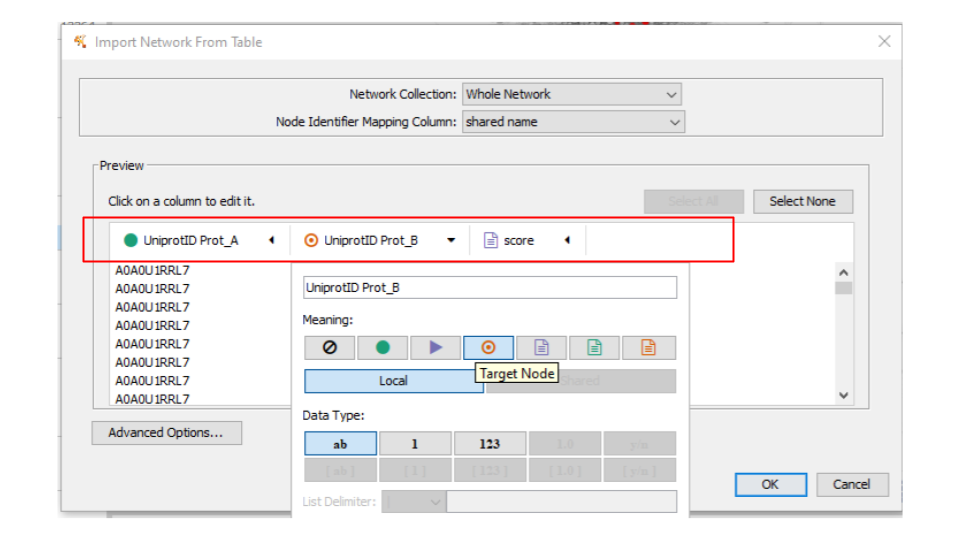 Import Network From Table
Network Collection: Whole Network
Node Identifier Mapping Column: shared name
Preview
Click on a column to edit it.
Select All
Select None
UniprotID Prot_A
UniprotID Prot_B
score
A0A0U1RRL7
A0A0U1RRL7
A0A0U1RRL7
A0A0U1RRL7
A0A0U1RRL7
A0A0U1RRL7
A0A0U1RRL7
A0A0U1RRL7
UniprotID Prot_B
Meaning:
Target Node
Local
Shared
Data Type:
ab 1 123 1.0 y/n
[ab] [1] [123] [1.0] [y/n]
List Delimiter:
Advanced Options...
OK
Cancel